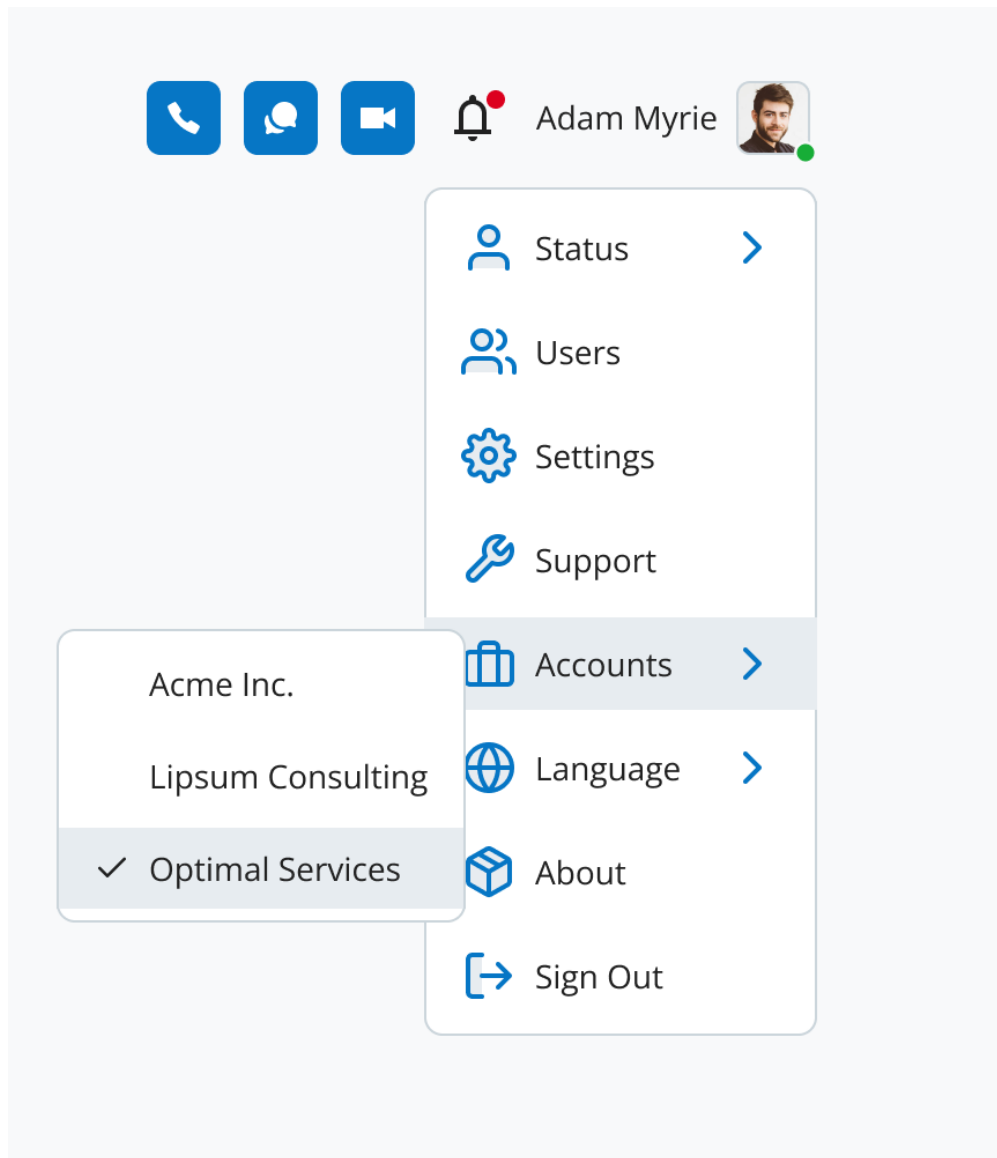 Adam Myrie
Status
Users
Settings
Support
Accounts
Acme Inc.
Lipsum Consulting
Optimal Services
Language
About
Sign Out